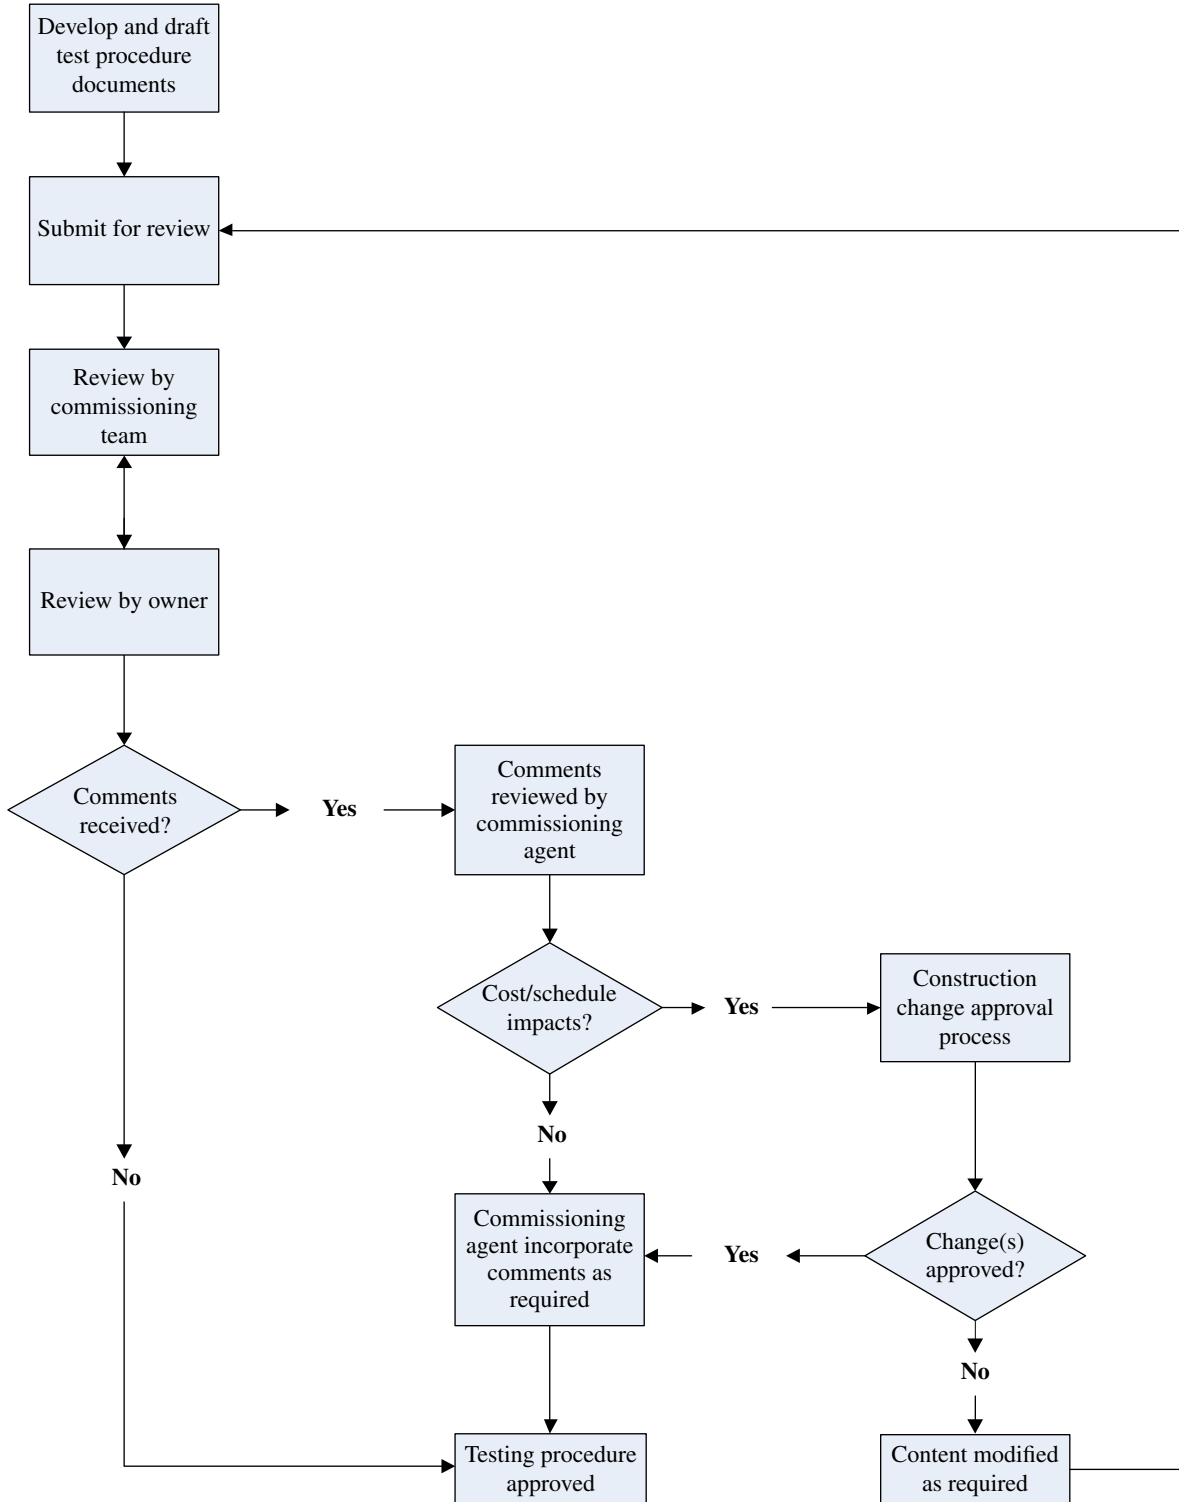 Develop and draft
test procedure
documents
Submit for review
Review by
commissioning
team
Review by owner
Comments
received?
Yes
Comments
reviewed by
commissioning
agent
Cost/schedule
impacts?
Yes
Construction
change approval
process
No
No
Commissioning
agent incorporate
comments as
required
Yes
Change(s)
approved?
No
Testing procedure
approved
Content modified
as required